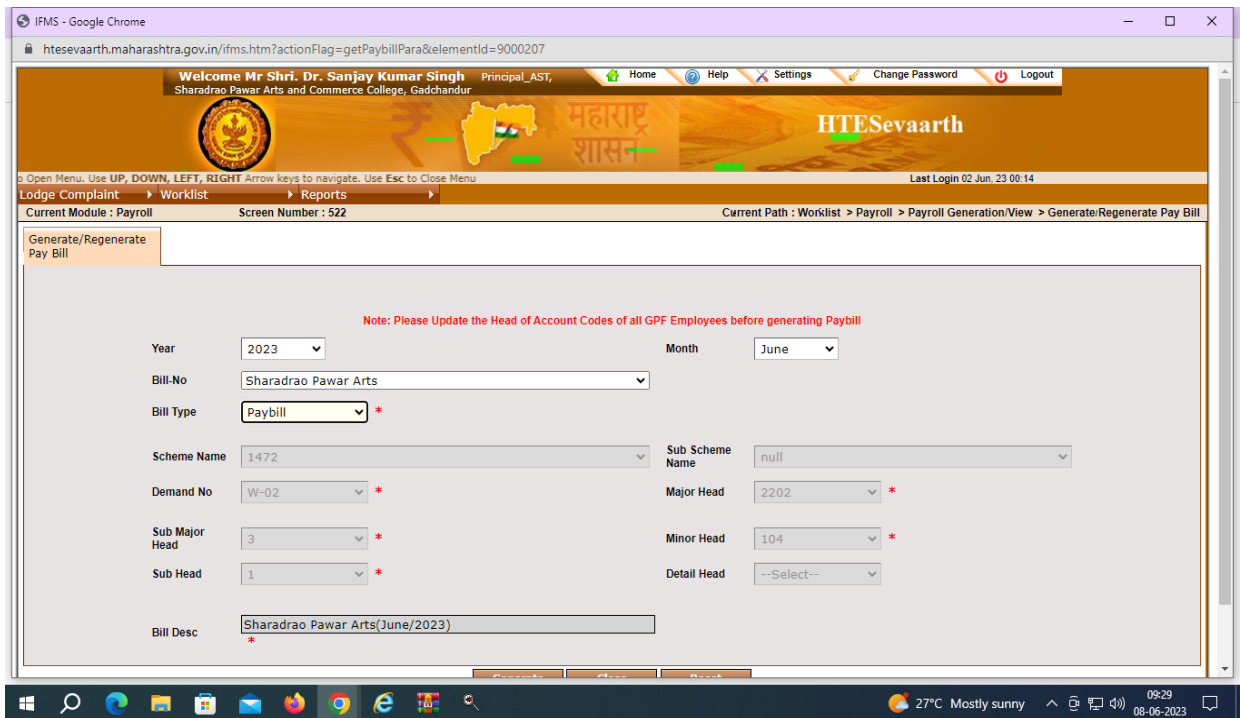 IFMS - Google Chrome
htesevaarth.maharashtra.gov.in/ifms.htm?actionFlag=getPaybillPara&elementId=9000207
Welcome Mr Shri. Dr. Sanjay Kumar Singh Principal_AST, Home Help Settings Change Password Logout
Sharadrao Pawar Arts and Commerce College, Gadchandur
महाराष्ट्र
शासन
HTESevaarth
o Open Menu. Use UP, DOWN, LEFT, RIGHT Arrow keys to navigate. Use Esc to Close Menu Last Login 02 Jun, 23 00:14
Lodge Complaint Worklist Reports
Current Module : Payroll Screen Number : 522 Current Path : Worklist > Payroll > Payroll Generation/View > Generate/Regenerate Pay Bill
Generate/Regenerate
Pay Bill
Note: Please Update the Head of Account Codes of all GPF Employees before generating Paybill
Year 2023 Month June
Bill-No Sharadrao Pawar Arts
Bill Type Paybill *
Scheme Name 1472 Sub Scheme Name null
Demand No W-02 * Major Head 2202 *
Sub Major Head 3 * Minor Head 104 *
Sub Head 1 * Detail Head --Select--
Bill Desc Sharadrao Pawar Arts(June/2023)
*
Generate Close Reset
27°C Mostly sunny 09:29
08-06-2023